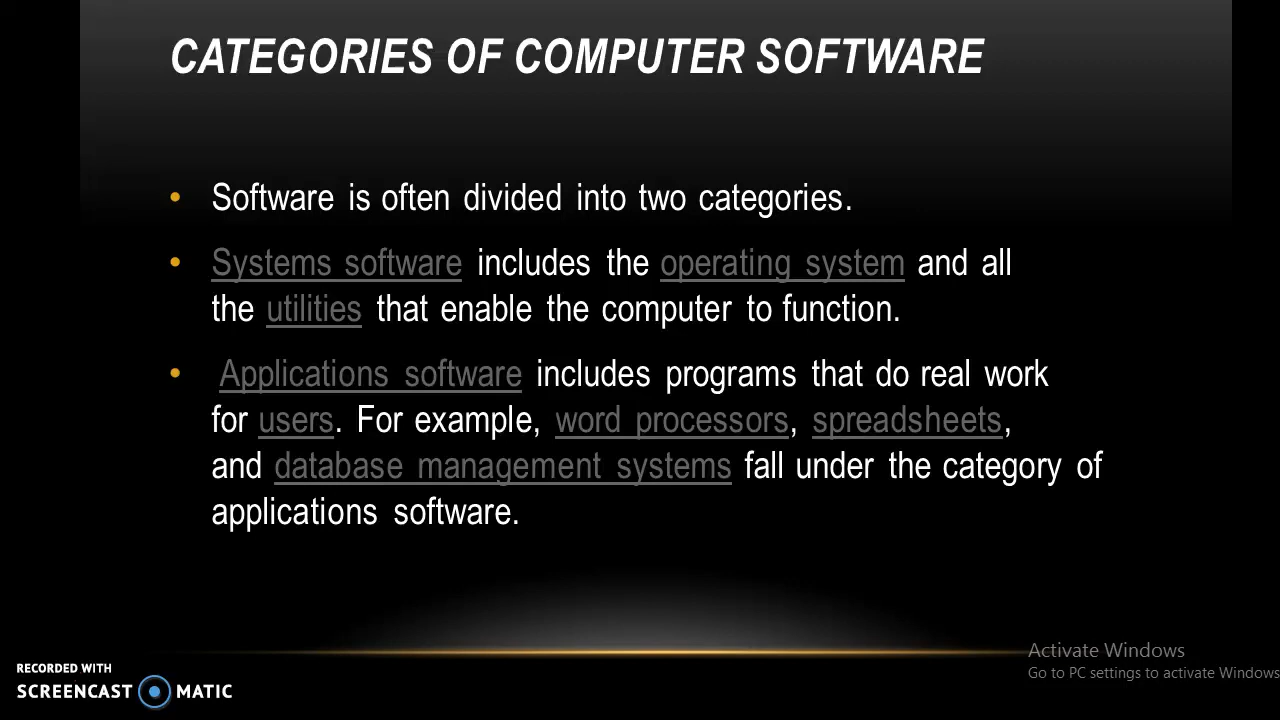 CATEGORIES OF COMPUTER SOFTWARE
• Software is often divided into two categories.
• Systems software includes the operating system and all
the utilities that enable the computer to function.
• Applications software includes programs that do real work
for users. For example, word processors, spreadsheets,
and database management systems fall under the category of
applications software.
Activate Windows
Go to PC settings to activate Windows
RECORDED WITH
SCREENCAST MATIC